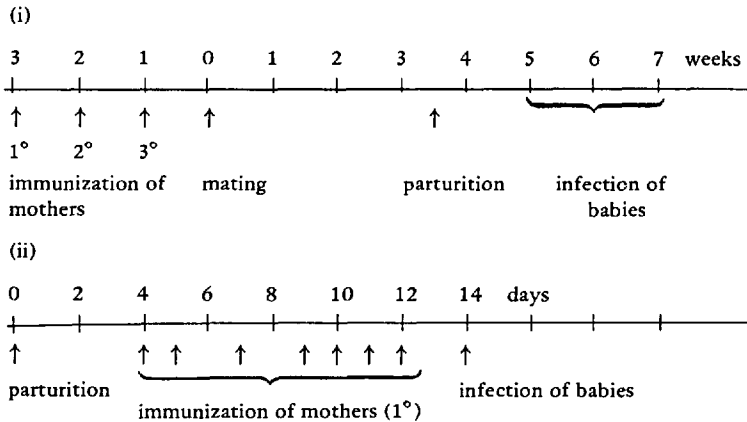 (i)
3 2 1 0 1 2 3 4 5 6 7 weeks
↑ ↑ ↑ ↑ ↑
1° 2° 3°
immunization of mating parturition infection of
mothers babies
(ii)
0 2 4 6 8 10 12 14 days
↑ ↑ ↑ ↑ ↑ ↑ ↑ ↑ ↑
parturition infection of babies
immunization of mothers (1°)